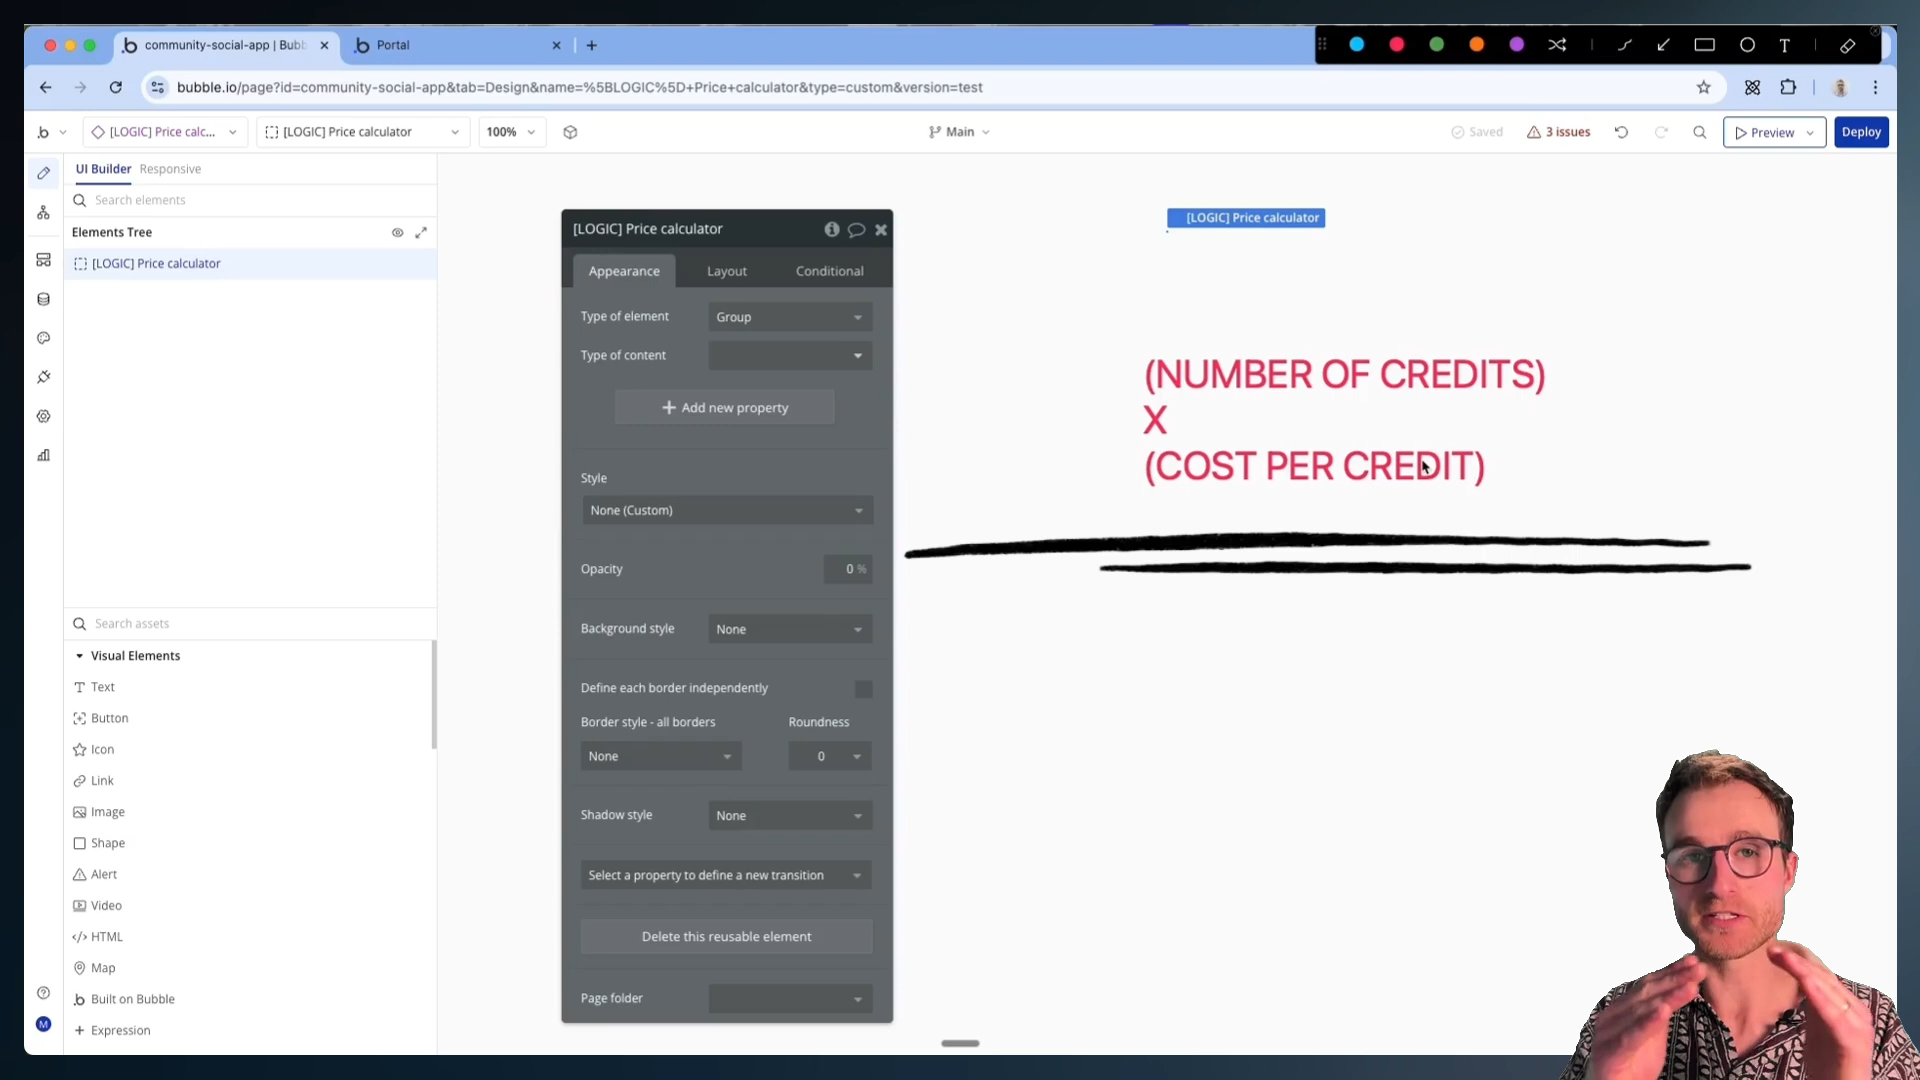 community-social-app | Bubb
Portal
bubble.io/page?id=community-social-app&tab=Design&name=%5BLOGIC%5D+Price+calculator&type=custom&version=test
[LOGIC] Price calc...
[LOGIC] Price calculator
100%
Main
Saved
3 issues
Preview
Deploy
UI Builder
Responsive
Search elements
Elements Tree
[LOGIC] Price calculator
Search assets
Visual Elements
Text
Button
Icon
Link
Image
Shape
Alert
Video
HTML
Map
Built on Bubble
Expression
M
[LOGIC] Price calculator
Appearance
Layout
Conditional
Type of element
Group
Type of content
Add new property
Style
None (Custom)
Opacity
0 %
Background style
None
Define each border independently
Border style - all borders
Roundness
None
0
Shadow style
None
Select a property to define a new transition
Delete this reusable element
Page folder
[LOGIC] Price calculator
(NUMBER OF CREDITS)
X
(COST PER CREDIT)